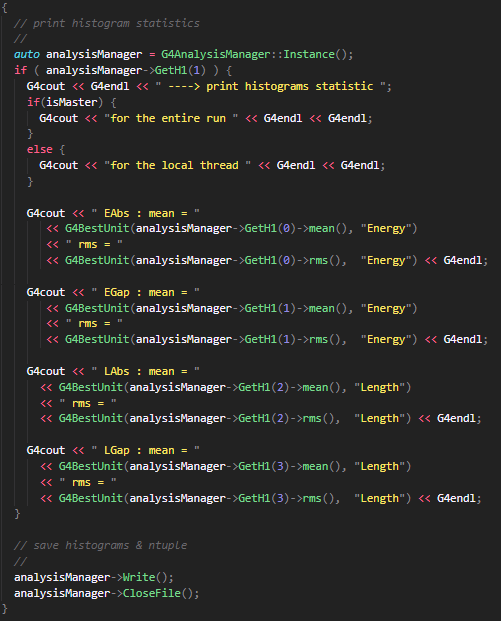 {
  // print histogram statistics
  //
  auto analysisManager = G4AnalysisManager::Instance();
  if ( analysisManager->GetH1(1) ) {
    G4cout << G4endl << " ----> print histograms statistic ";
    if(isMaster) {
      G4cout << "for the entire run " << G4endl << G4endl;
    }
    else {
      G4cout << "for the local thread " << G4endl << G4endl;
    }

    G4cout << " EAbs : mean = "
       << G4BestUnit(analysisManager->GetH1(0)->mean(), "Energy")
       << " rms = "
       << G4BestUnit(analysisManager->GetH1(0)->rms(),  "Energy") << G4endl;

    G4cout << " EGap : mean = "
       << G4BestUnit(analysisManager->GetH1(1)->mean(), "Energy")
       << " rms = "
       << G4BestUnit(analysisManager->GetH1(1)->rms(),  "Energy") << G4endl;

    G4cout << " LAbs : mean = "
      << G4BestUnit(analysisManager->GetH1(2)->mean(), "Length")
      << " rms = "
      << G4BestUnit(analysisManager->GetH1(2)->rms(),  "Length") << G4endl;

    G4cout << " LGap : mean = "
      << G4BestUnit(analysisManager->GetH1(3)->mean(), "Length")
      << " rms = "
      << G4BestUnit(analysisManager->GetH1(3)->rms(),  "Length") << G4endl;
  }

  // save histograms & ntuple
  //
  analysisManager->Write();
  analysisManager->CloseFile();
}